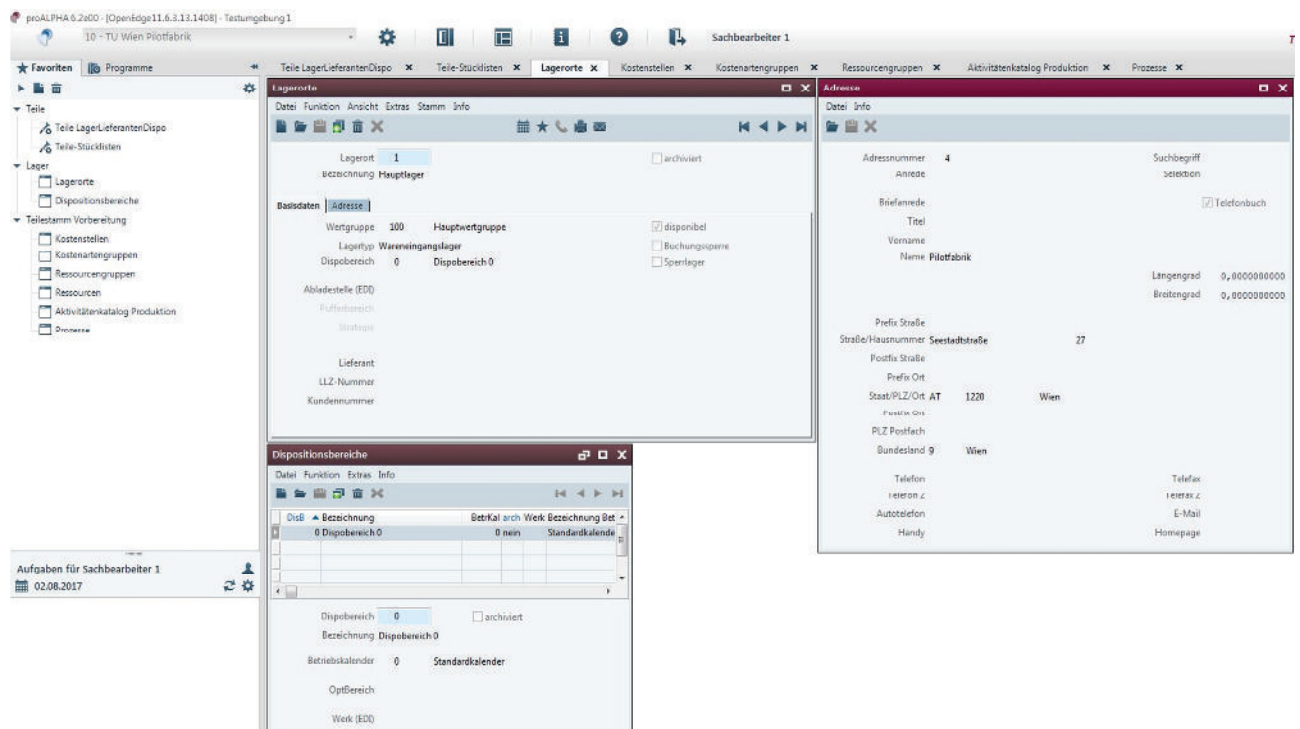 proALPHA 6.2e00 - [OpenEdge11.6.3.13.1408] - Testumgebung 1
10 - TU Wien Pilotfabrik
Sachbearbeiter 1
Favoriten Programme
Teile LagerLieferantenDispo Teile-Stücklisten Lagerorte Kostenstellen Kostenartengruppen Ressourcengruppen Aktivitätenkatalog Produktion Prozesse
Teile
Teile LagerLieferantenDispo
Teile-Stücklisten
Lager
Lagerorte
Dispositionsbereiche
Teilestamm Vorbereitung
Kostenstellen
Kostenartengruppen
Ressourcengruppen
Ressourcen
Aktivitätenkatalog Produktion
Prozesse
Aufgaben für Sachbearbeiter 1
02.08.2017
Lagerorte
Datei Funktion Ansicht Extras Stamm Info
Lagerort 1 archiviert
Bezeichnung Hauptlager
Basisdaten Adresse
Wertgruppe 100 Hauptwertgruppe disponibel
Lagertyp Wareneingangslager Buchungssperre
Dispobereich 0 Dispobereich 0 Sperrlager
Abladestelle (EDI)
Pufferbereich
Strategie
Lieferant
LLZ-Nummer
Kundennummer
Dispositionsbereiche
Datei Funktion Extras Info
DisB Bezeichnung BetrKal arch Werk Bezeichnung Bet
0 Dispobereich 0 0 nein Standardkalende
Dispobereich 0 archiviert
Bezeichnung Dispobereich 0
Betriebskalender 0 Standardkalender
OptBereich
Werk (EDI)
Adresse
Datei Info
Adressnummer 4 Suchbegriff
Anrede Selektion
Briefanrede Telefonbuch
Titel
Vorname
Name Pilotfabrik
Längengrad 0,0000000000
Breitengrad 0,0000000000
Prefix Straße
Straße/Hausnummer Seestadtstraße 27
Postfix Straße
Prefix Ort
Staat/PLZ/Ort AT 1220 Wien
Postfix Ort
PLZ Postfach
Bundesland 9 Wien
Telefon Telefax
Telefon 2 Telefax 2
Autotelefon E-Mail
Handy Homepage